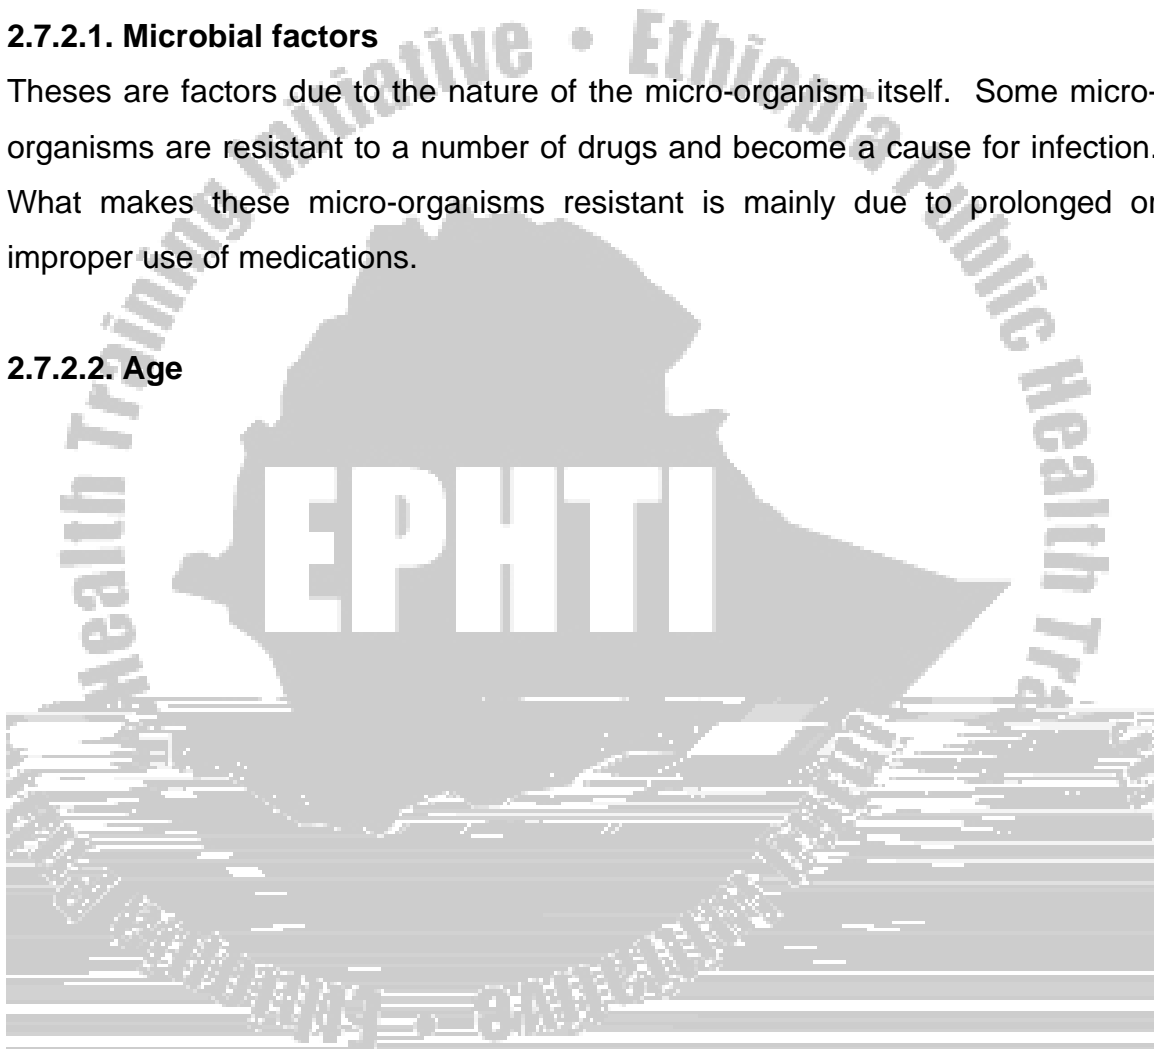 2.7.2.1. Microbial factors
Theses are factors due to the nature of the micro-organism itself. Some micro-
organisms are resistant to a number of drugs and become a cause for infection.
What makes these micro-organisms resistant is mainly due to prolonged or
improper use of medications.
2.7.2.2. Age
Health Training Initiative • Ethiopia Public Health
EPHTI